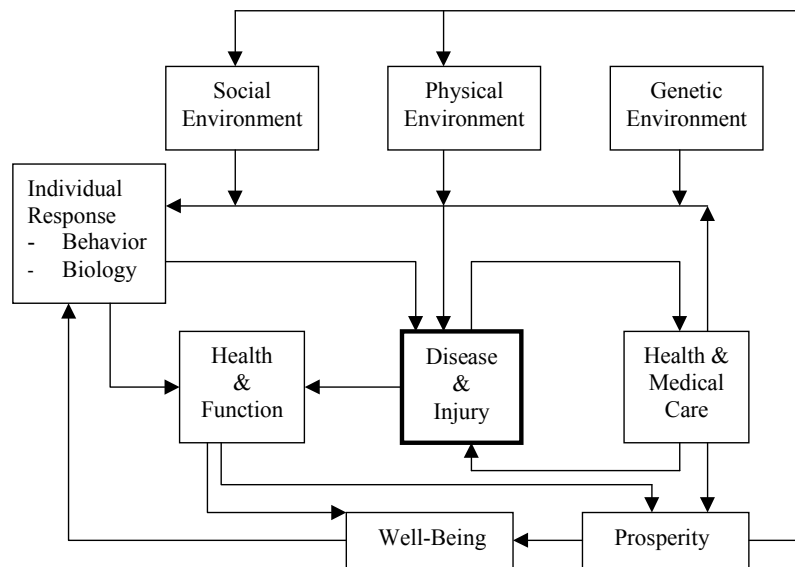 Social
Environment
Physical
Environment
Genetic
Environment
Individual
Response
- Behavior
- Biology
Health
&
Function
Disease
&
Injury
Health &
Medical
Care
Well-Being
Prosperity